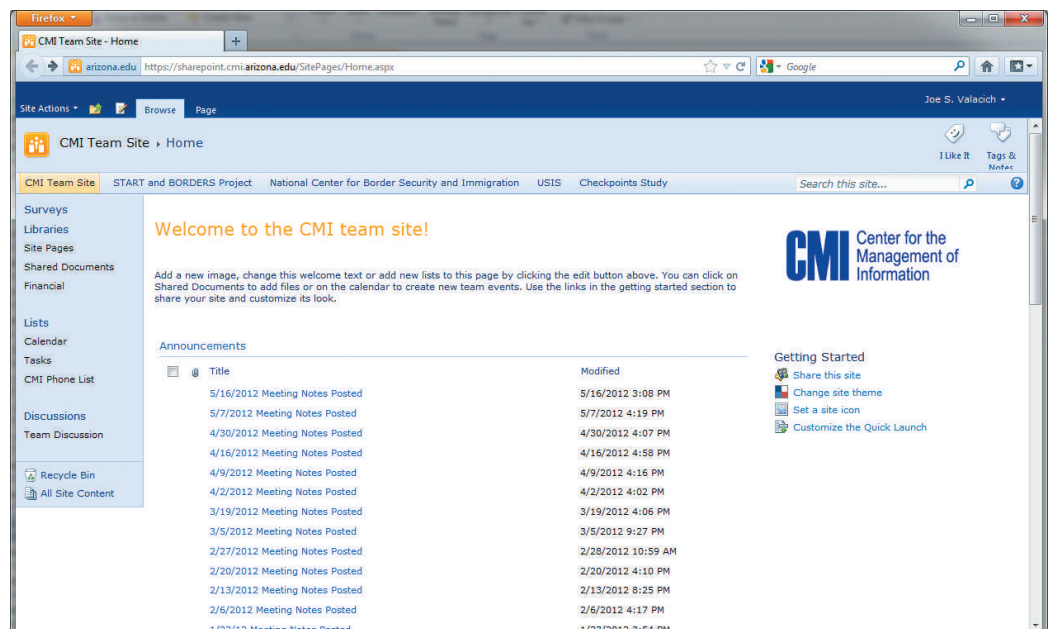 Firefox
CMI Team Site - Home
+
arizona.edu https://sharepoint.cmi.arizona.edu/SitePages/Home.aspx
Google
Joe S. Valacich
Site Actions
Browse
Page
CMI Team Site › Home
I Like It
Tags &
Notes
CMI Team Site START and BORDERS Project National Center for Border Security and Immigration USIS Checkpoints Study
Search this site...
Surveys
Libraries
Site Pages
Shared Documents
Financial
Lists
Calendar
Tasks
CMI Phone List
Discussions
Team Discussion
Recycle Bin
All Site Content
Welcome to the CMI team site!
Add a new image, change this welcome text or add new lists to this page by clicking the edit button above. You can click on
Shared Documents to add files or on the calendar to create new team events. Use the links in the getting started section to
share your site and customize its look.
Announcements
Title Modified
5/16/2012 Meeting Notes Posted 5/16/2012 3:08 PM
5/7/2012 Meeting Notes Posted 5/7/2012 4:19 PM
4/30/2012 Meeting Notes Posted 4/30/2012 4:07 PM
4/16/2012 Meeting Notes Posted 4/16/2012 4:58 PM
4/9/2012 Meeting Notes Posted 4/9/2012 4:16 PM
4/2/2012 Meeting Notes Posted 4/2/2012 4:02 PM
3/19/2012 Meeting Notes Posted 3/19/2012 4:06 PM
3/5/2012 Meeting Notes Posted 3/5/2012 9:27 PM
2/27/2012 Meeting Notes Posted 2/28/2012 10:59 AM
2/20/2012 Meeting Notes Posted 2/20/2012 4:10 PM
2/13/2012 Meeting Notes Posted 2/13/2012 8:25 PM
2/6/2012 Meeting Notes Posted 2/6/2012 4:17 PM
Meeting Notes Posted
CMI
Center for the
Management of
Information
Getting Started
Share this site
Change site theme
Set a site icon
Customize the Quick Launch